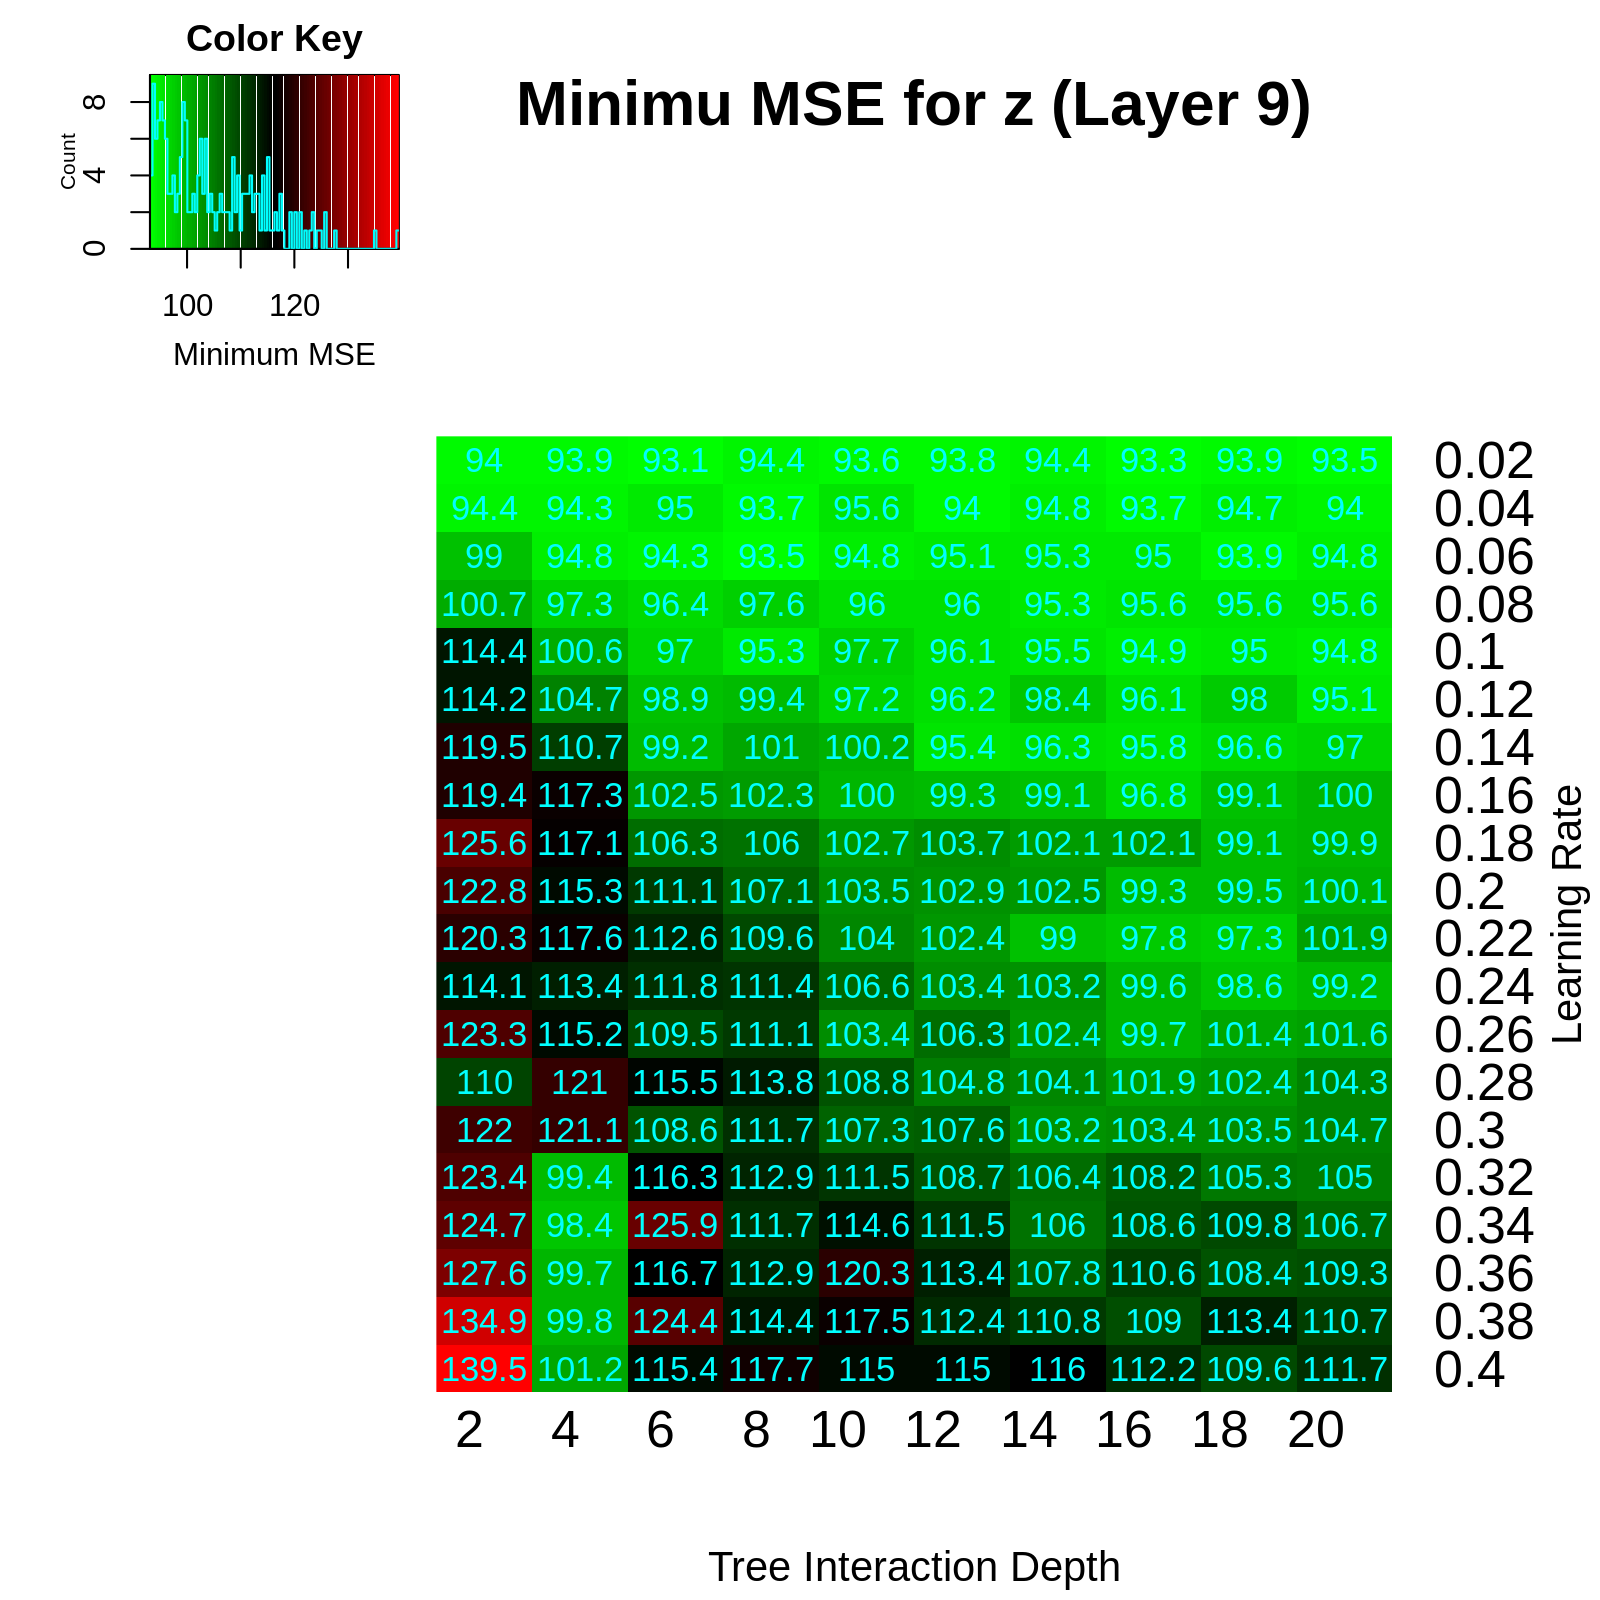 Color Key
Minimu MSE for z (Layer 9)
Count
0 4 8
100 120
Minimum MSE
94 93.9 93.1 94.4 93.6 93.8 94.4 93.3 93.9 93.5 0.02
94.4 94.3 95 93.7 95.6 94 94.8 93.7 94.7 94 0.04
99 94.8 94.3 93.5 94.8 95.1 95.3 95 93.9 94.8 0.06
100.7 97.3 96.4 97.6 96 96 95.3 95.6 95.6 95.6 0.08
114.4 100.6 97 95.3 97.7 96.1 95.5 94.9 95 94.8 0.1
114.2 104.7 98.9 99.4 97.2 96.2 98.4 96.1 98 95.1 0.12
119.5 110.7 99.2 101 100.2 95.4 96.3 95.8 96.6 97 0.14
119.4 117.3 102.5 102.3 100 99.3 99.1 96.8 99.1 100 0.16
125.6 117.1 106.3 106 102.7 103.7 102.1 102.1 99.1 99.9 0.18
122.8 115.3 111.1 107.1 103.5 102.9 102.5 99.3 99.5 100.1 0.2
120.3 117.6 112.6 109.6 104 102.4 99 97.8 97.3 101.9 0.22
114.1 113.4 111.8 111.4 106.6 103.4 103.2 99.6 98.6 99.2 0.24
123.3 115.2 109.5 111.1 103.4 106.3 102.4 99.7 101.4 101.6 0.26
110 121 115.5 113.8 108.8 104.8 104.1 101.9 102.4 104.3 0.28
122 121.1 108.6 111.7 107.3 107.6 103.2 103.4 103.5 104.7 0.3
123.4 99.4 116.3 112.9 111.5 108.7 106.4 108.2 105.3 105 0.32
124.7 98.4 125.9 111.7 114.6 111.5 106 108.6 109.8 106.7 0.34
127.6 99.7 116.7 112.9 120.3 113.4 107.8 110.6 108.4 109.3 0.36
134.9 99.8 124.4 114.4 117.5 112.4 110.8 109 113.4 110.7 0.38
139.5 101.2 115.4 117.7 115 115 116 112.2 109.6 111.7 0.4
Learning Rate
2 4 6 8 10 12 14 16 18 20
Tree Interaction Depth